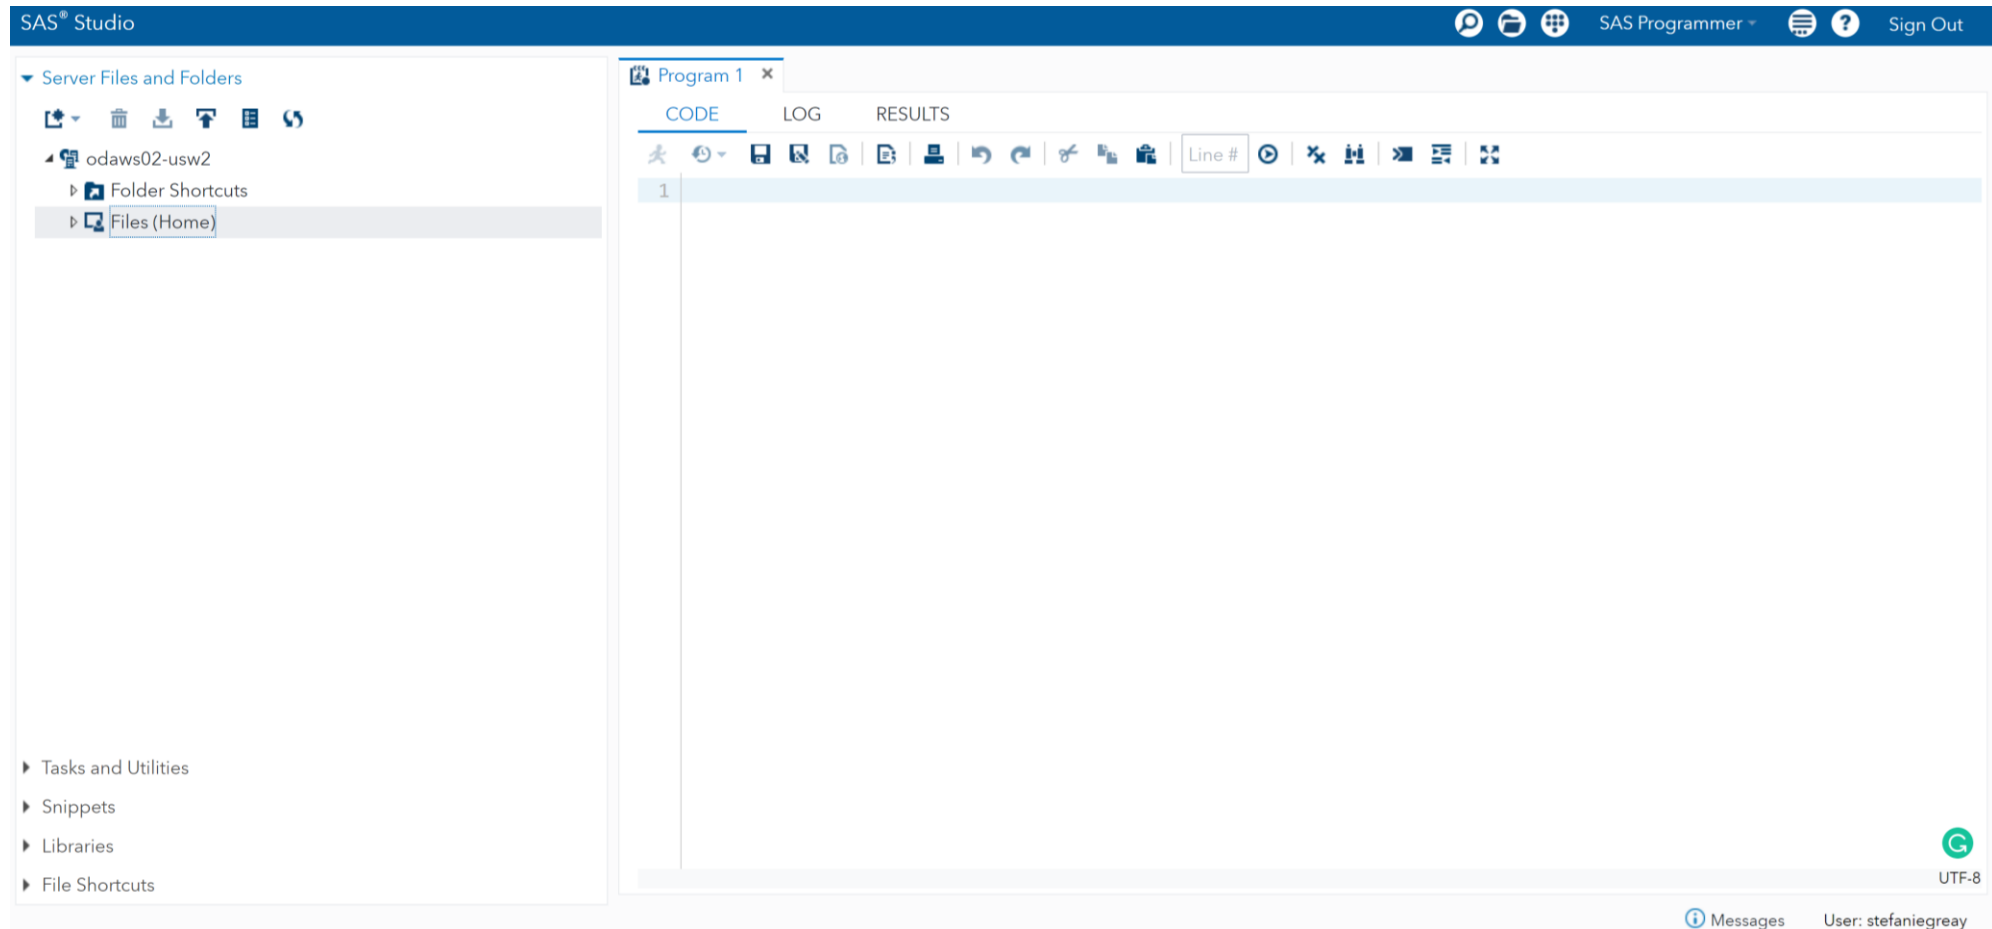 SAS® Studio
SAS Programmer
Sign Out
Server Files and Folders
odaws02-usw2
Folder Shortcuts
Files (Home)
Tasks and Utilities
Snippets
Libraries
File Shortcuts
Program 1
CODE LOG RESULTS
Line #
1
UTF-8
Messages
User: stefaniegreay